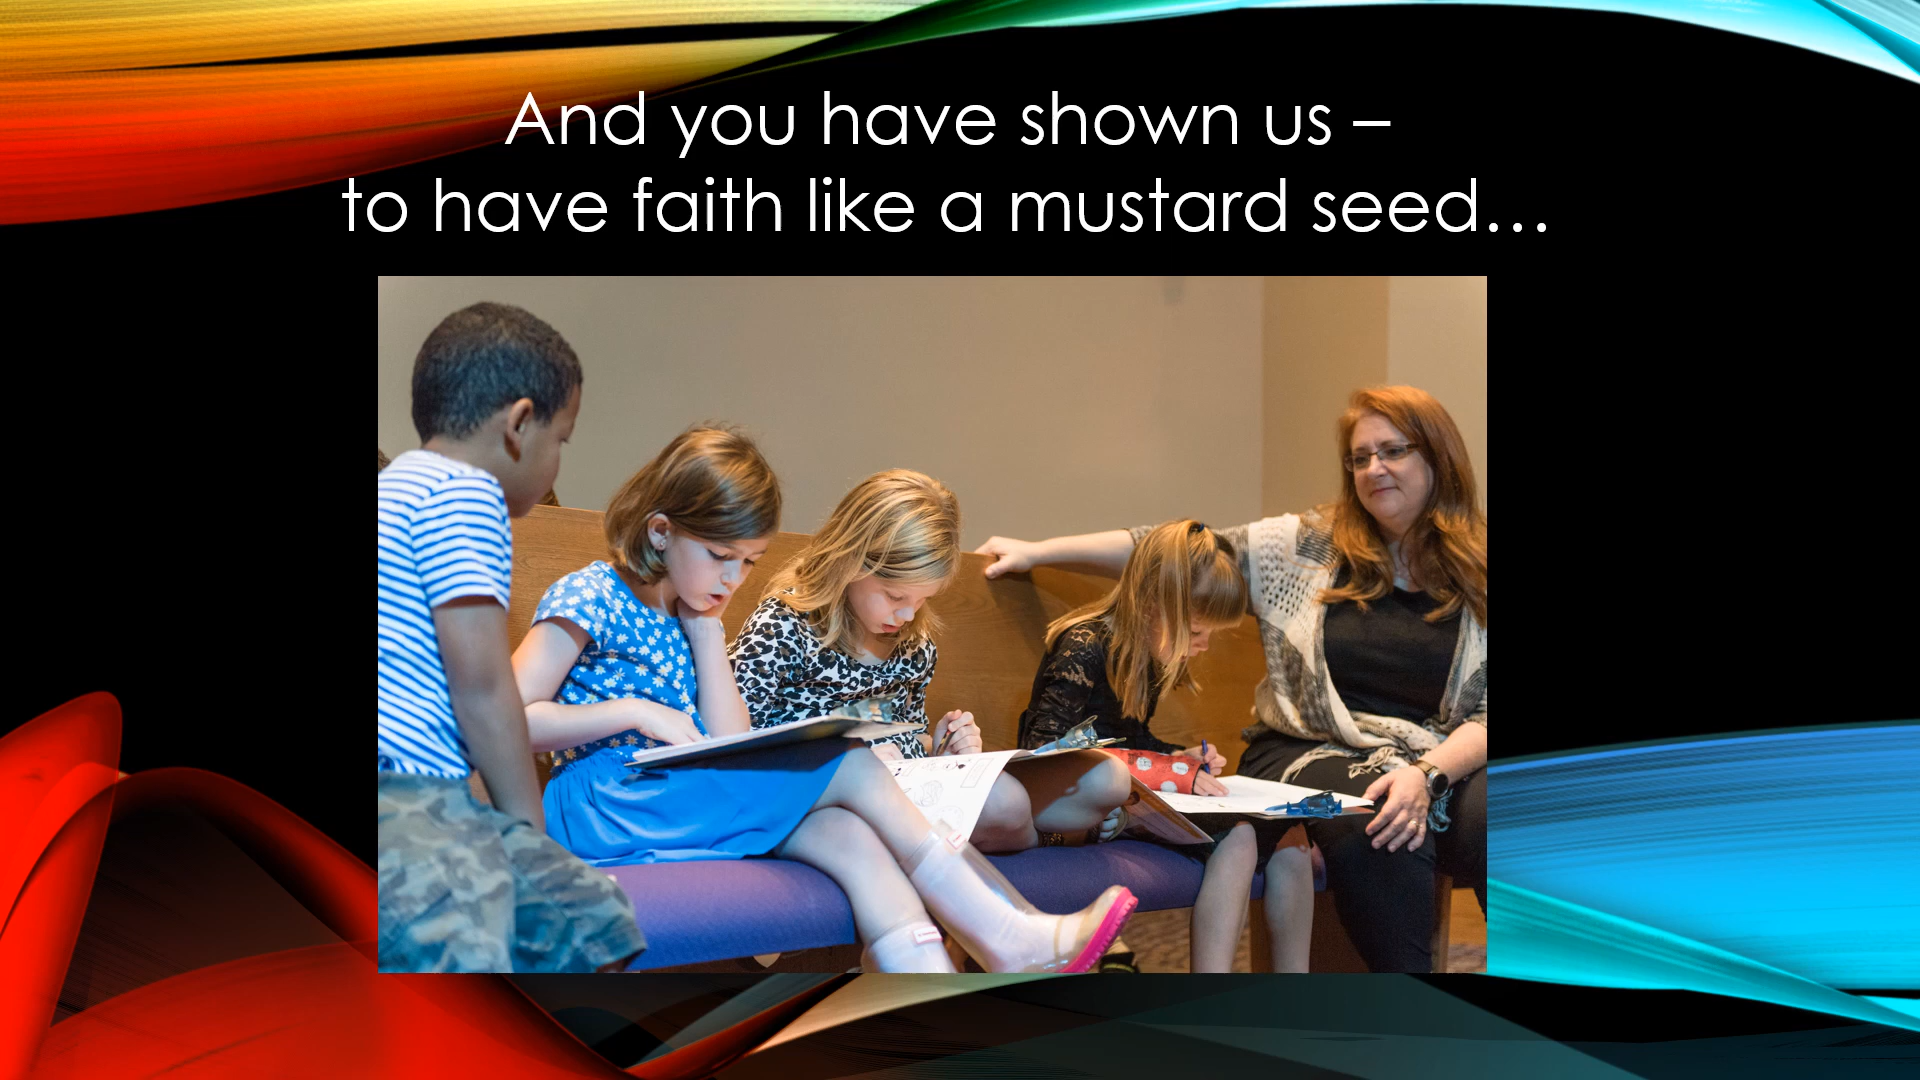 And you have shown us –
to have faith like a mustard seed…